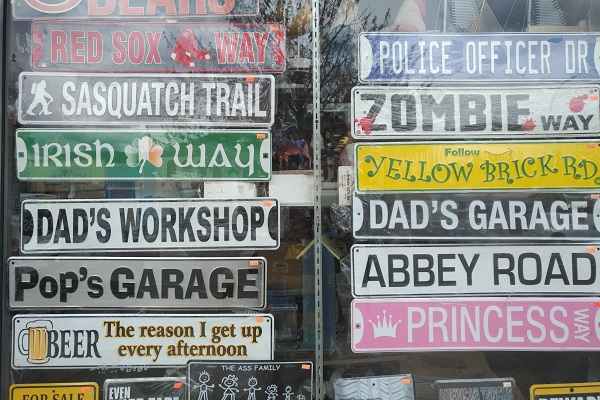 BEARS
RED SOX WAY
SASQUATCH TRAIL
IRISH WAY
DAD'S WORKSHOP
Pop's GARAGE
BEER The reason I get up
every afternoon
FOR SALE
EVEN
THE ASS FAMILY
POLICE OFFICER DR
ZOMBIE WAY
Follow
YELLOW BRICK RD
DAD'S GARAGE
ABBEY ROAD
PRINCESS WAY